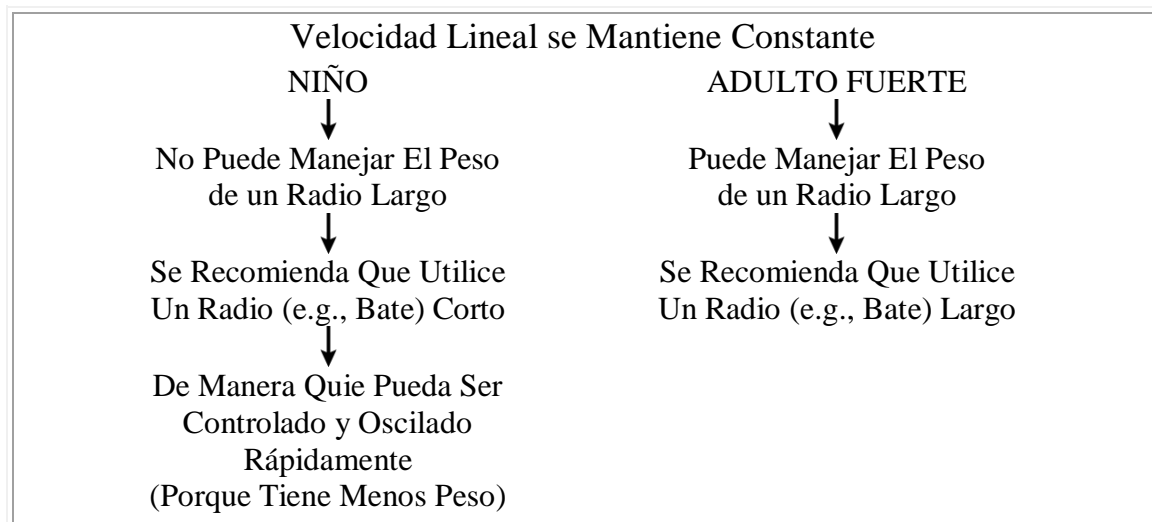 Velocidad Lineal se Mantiene Constante
NIÑO
No Puede Manejar El Peso
de un Radio Largo
Se Recomienda Que Utilice
Un Radio (e.g., Bate) Corto
De Manera Quie Pueda Ser
Controlado y Oscilado
Rápidamente
(Porque Tiene Menos Peso)
ADULTO FUERTE
Puede Manejar El Peso
de un Radio Largo
Se Recomienda Que Utilice
Un Radio (e.g., Bate) Largo